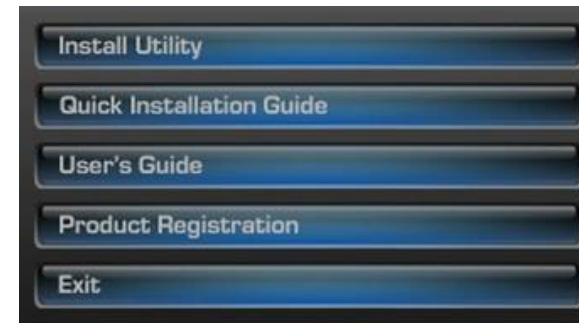 Install Utility
Quick Installation Guide
User's Guide
Product Registration
Exit